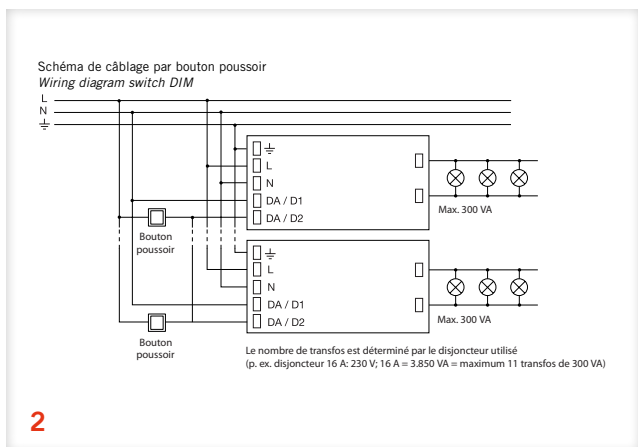 Schéma de câblage par bouton poussoir
Wiring diagram switch DIM
L
N
L
N
DA / D1
DA / D2
Max. 300 VA
Bouton
poussoir
L
N
DA / D1
DA / D2
Max. 300 VA
Bouton
poussoir
Le nombre de transfos est déterminé par le disjoncteur utilisé
(p. ex. disjoncteur 16 A: 230 V; 16 A = 3.850 VA = maximum 11 transfos de 300 VA)
2